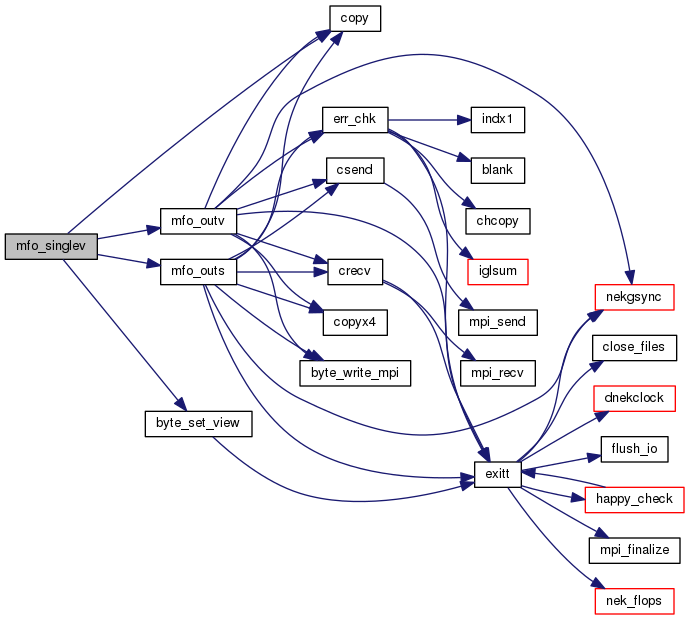 copy
err_chk
indx1
csend
blank
mfo_outv
chcopy
mfo_singlev
mfo_outs
crecv
iglsum
nekgsync
copyx4
mpi_send
close_files
byte_write_mpi
mpi_recv
dnekclock
byte_set_view
flush_io
exitt
happy_check
mpi_finalize
nek_flops